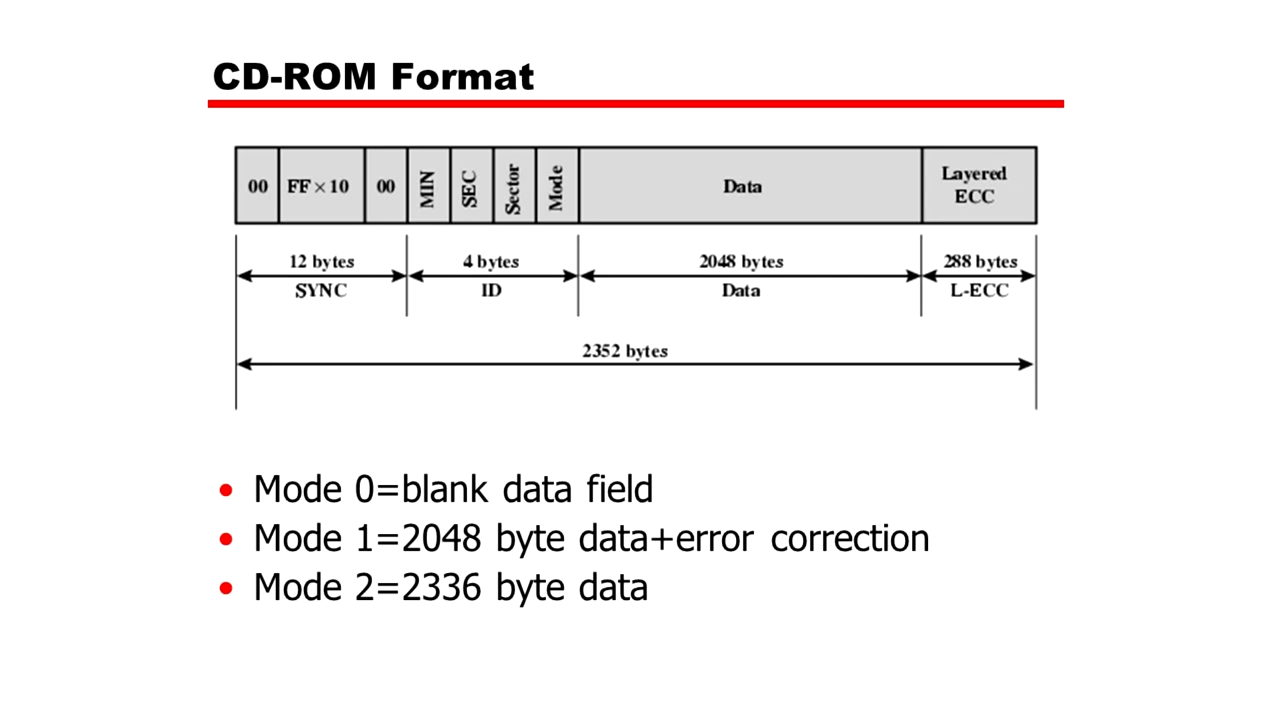 CD-ROM Format
00 FF × 10 00 MIN SEC Sector Mode Data Layered
ECC
12 bytes 4 bytes 2048 bytes 288 bytes
SYNC ID Data L-ECC
2352 bytes
• Mode 0=blank data field
• Mode 1=2048 byte data+error correction
• Mode 2=2336 byte data